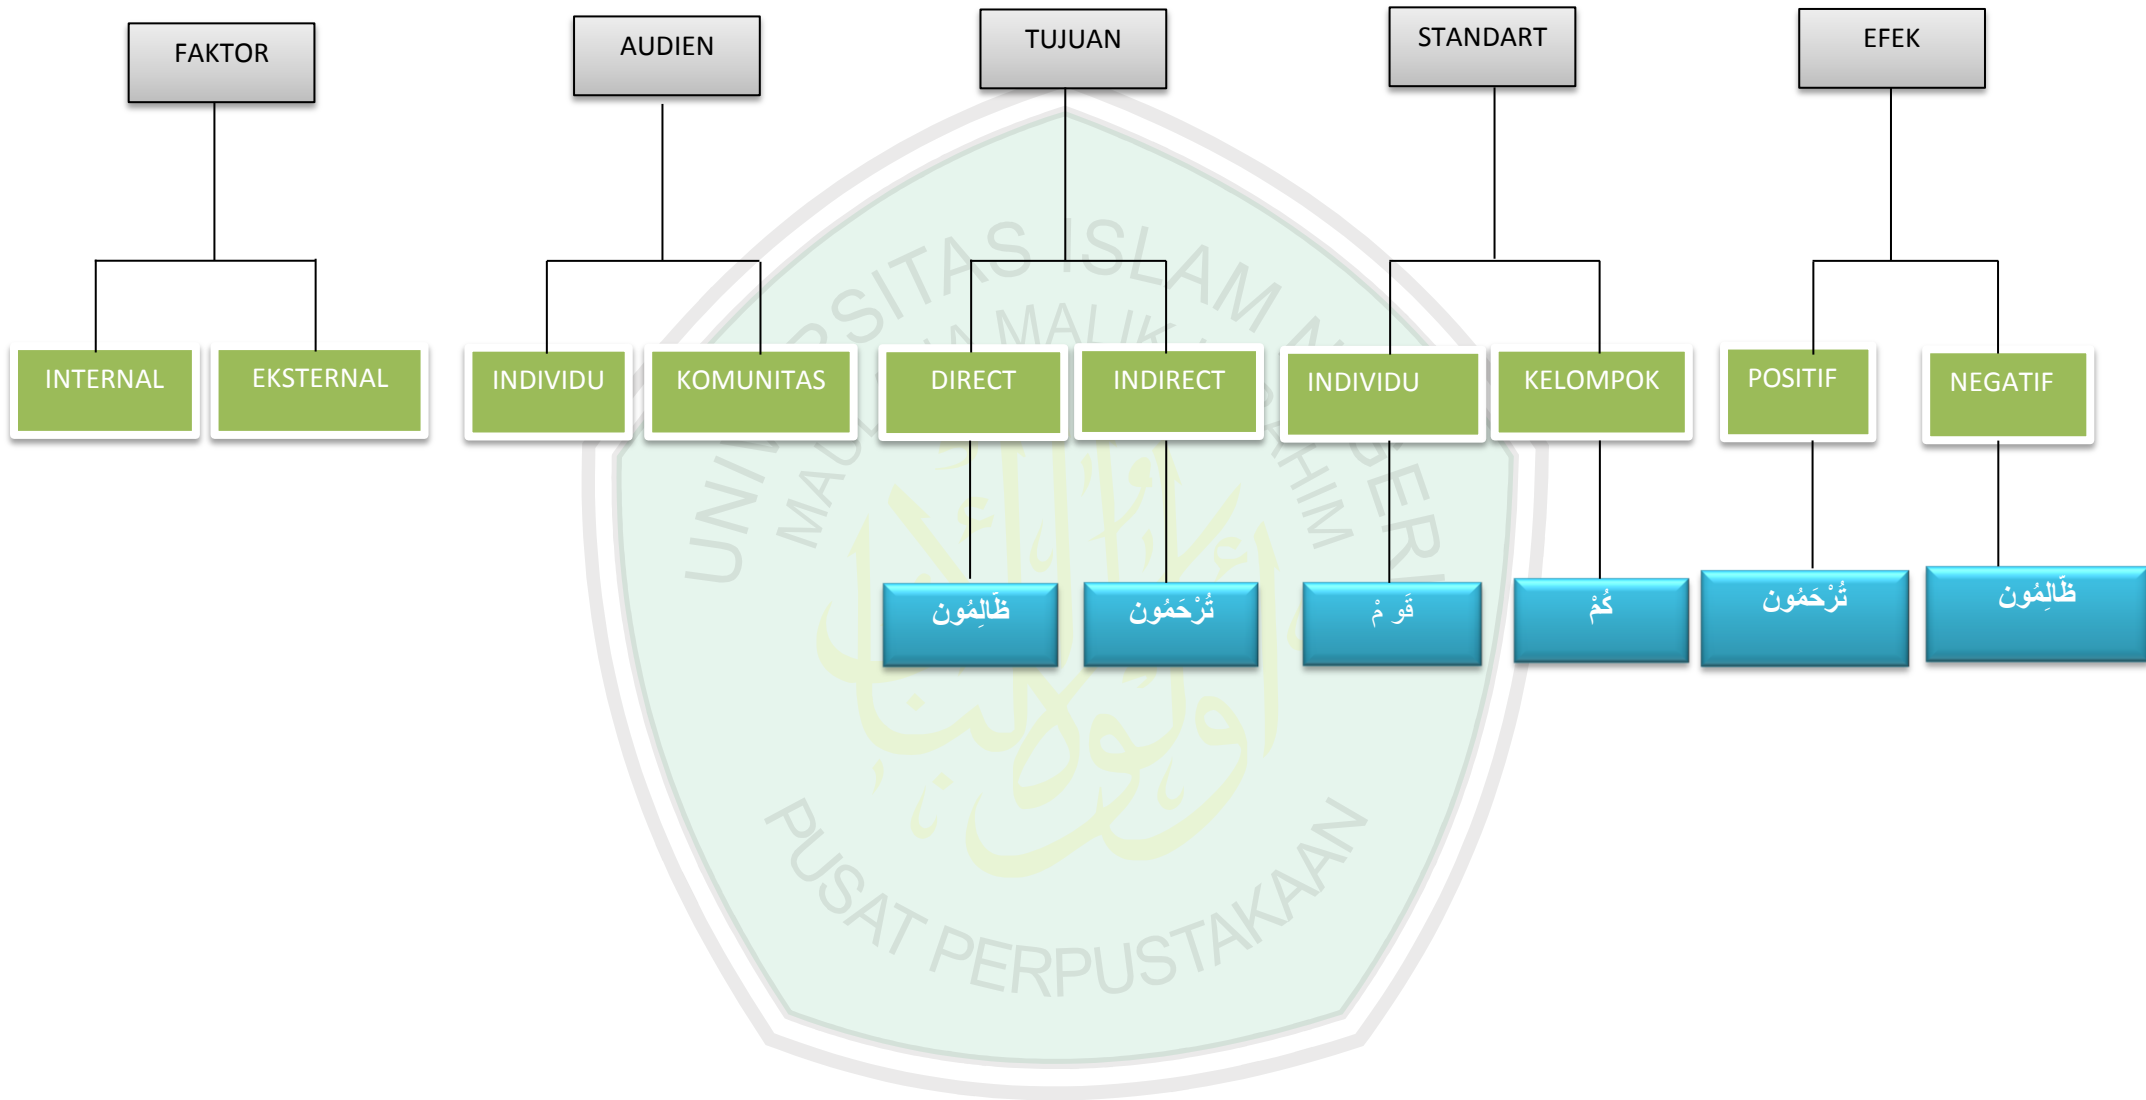 FAKTOR
AUDIEN
TUJUAN
STANDART
EFEK
INTERNAL
EKSTERNAL
INDIVIDU
KOMUNITAS
DIRECT
INDIRECT
INDIVIDU
KELOMPOK
POSITIF
NEGATIF
ظَّالِمُون
تُرْحَمُون
قَو مْ
كُمْ
تُرْحَمُون
ظَّالِمُون
UNIVERSITAS ISLAM NEGERI
MAULANA MALIK IBRAHIM
PUSAT PERPUSTAKAAN